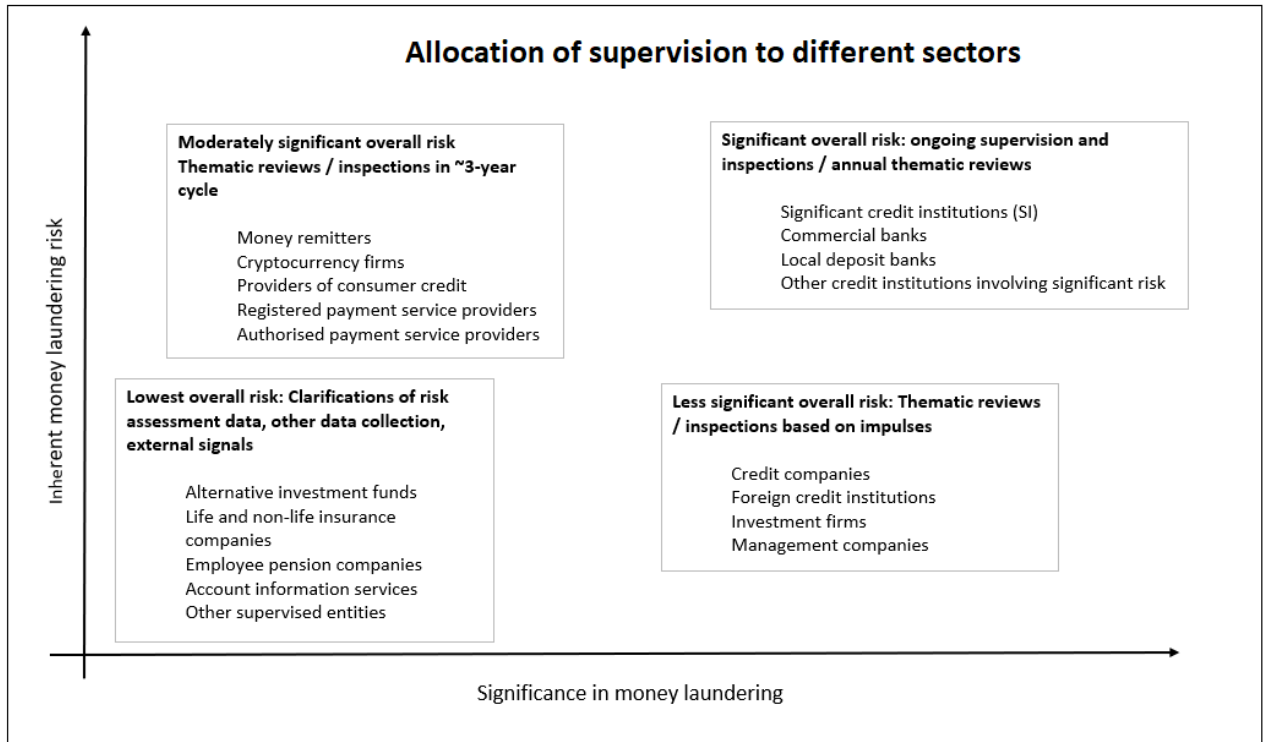 Allocation of supervision to different sectors
Inherent money laundering risk
Moderately significant overall risk
Thematic reviews / inspections in ~3-year
cycle
Money remitters
Cryptocurrency firms
Providers of consumer credit
Registered payment service providers
Authorised payment service providers
Significant overall risk: ongoing supervision and
inspections / annual thematic reviews
Significant credit institutions (SI)
Commercial banks
Local deposit banks
Other credit institutions involving significant risk
Lowest overall risk: Clarifications of risk
assessment data, other data collection,
external signals
Alternative investment funds
Life and non-life insurance
companies
Employee pension companies
Account information services
Other supervised entities
Less significant overall risk: Thematic reviews
/ inspections based on impulses
Credit companies
Foreign credit institutions
Investment firms
Management companies
Significance in money laundering